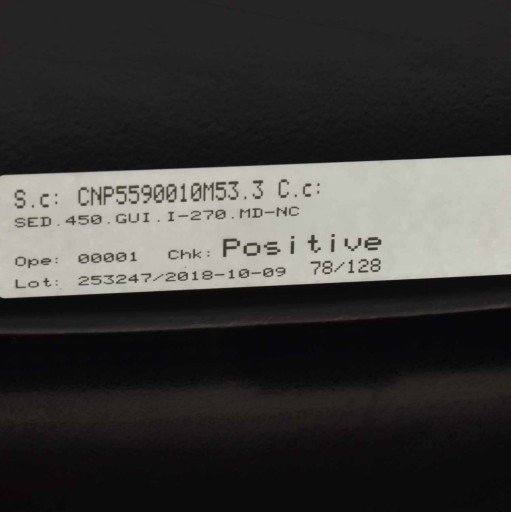 S.c: CNP5590010M53.3 C.c:
SED.450.GUI.I-270.MD-NC
Ope: 00001 Chk: Positive
Lot: 253247/2018-10-09 78/128